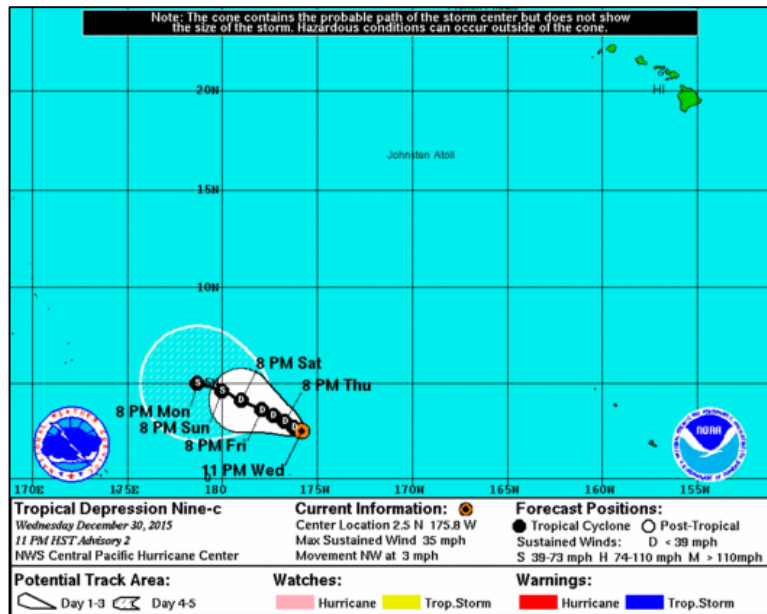 Note: The cone contains the probable path of the storm center but does not show
the size of the storm. Hazardous conditions can occur outside of the cone.
HI
20N
Johnston Atoll
15N
10N
8 PM Sat
S
S
D
8 PM Thu
8 PM Mon
D
D
D
8 PM Sun
D
8 PM Fri
11 PM Wed
NOAA
0
170E
175E
180
175W
170W
165W
160W
155W
Tropical Depression Nine-c
Wednesday December 30, 2015
11 PM HST Advisory 2
NWS Central Pacific Hurricane Center
Current Information:
Center Location 2.5 N 175.8 W
Max Sustained Wind 35 mph
Movement NW at 3 mph
Forecast Positions:
Tropical Cyclone Post-Tropical
Sustained Winds: D < 39 mph
S 39-73 mph H 74-110 mph M > 110mph
Potential Track Area:
Day 1-3 Day 4-5
Watches:
Hurricane Trop.Storm
Warnings:
Hurricane Trop.Storm